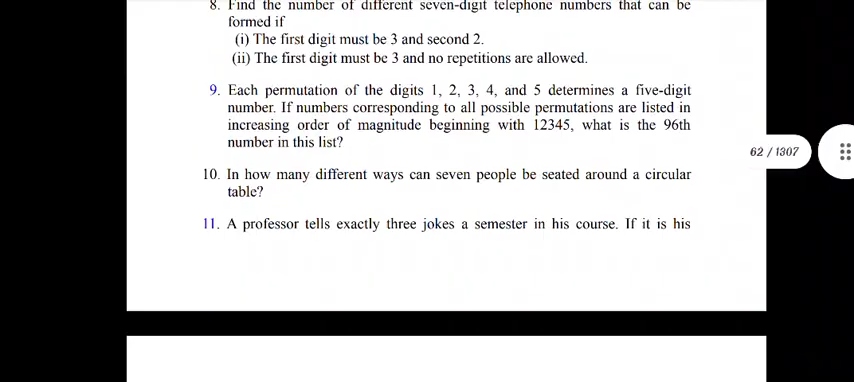 8. Find the number of different seven-digit telephone numbers that can be
formed if
(i) The first digit must be 3 and second 2.
(ii) The first digit must be 3 and no repetitions are allowed.
9. Each permutation of the digits 1, 2, 3, 4, and 5 determines a five-digit
number. If numbers corresponding to all possible permutations are listed in
increasing order of magnitude beginning with 12345, what is the 96th
number in this list?
62 / 1307
10. In how many different ways can seven people be seated around a circular
table?
11. A professor tells exactly three jokes a semester in his course. If it is his